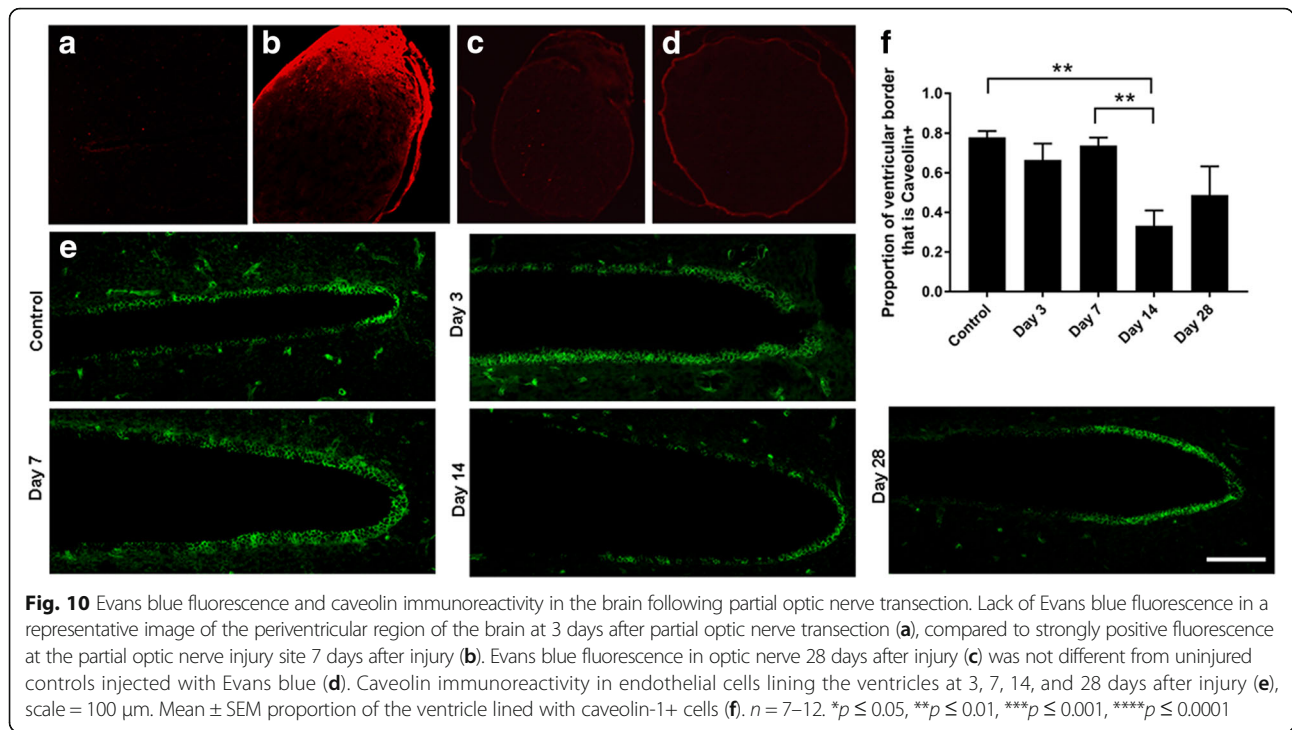 a
b
c
d
f
**
**
Proportion of ventricular border
that is Caveolin+
1.0
0.8
0.6
0.4
0.2
0.0
Control
Day 3
Day 7
Day 14
Day 28
e
Control
Day 3
Day 7
Day 14
Day 28
Fig. 10 Evans blue fluorescence and caveolin immunoreactivity in the brain following partial optic nerve transection. Lack of Evans blue fluorescence in a
representative image of the periventricular region of the brain at 3 days after partial optic nerve transection (a), compared to strongly positive fluorescence
at the partial optic nerve injury site 7 days after injury (b). Evans blue fluorescence in optic nerve 28 days after injury (c) was not different from uninjured
controls injected with Evans blue (d). Caveolin immunoreactivity in endothelial cells lining the ventricles at 3, 7, 14, and 28 days after injury (e),
scale = 100 μm. Mean ± SEM proportion of the ventricle lined with caveolin-1+ cells (f). n = 7–12. *p ≤ 0.05, **p ≤ 0.01, ***p ≤ 0.001, ****p ≤ 0.0001